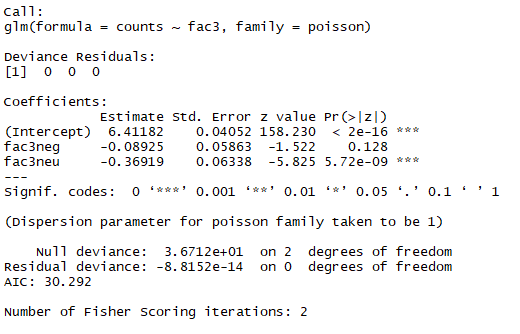 Call:
glm(formula = counts ~ fac3, family = poisson)
Deviance Residuals:
[1]  0  0  0
Coefficients:
            Estimate Std. Error z value Pr(>|z|)
(Intercept)  6.41182    0.04052 158.230  < 2e-16 ***
fac3neg     -0.08925    0.05863  -1.522    0.128
fac3neu     -0.36919    0.06338  -5.825 5.72e-09 ***
---
Signif. codes:  0 ‘***’ 0.001 ‘**’ 0.01 ‘*’ 0.05 ‘.’ 0.1 ‘ ’ 1
(Dispersion parameter for poisson family taken to be 1)
    Null deviance:  3.6712e+01  on 2  degrees of freedom
Residual deviance: -8.8152e-14  on 0  degrees of freedom
AIC: 30.292
Number of Fisher Scoring iterations: 2